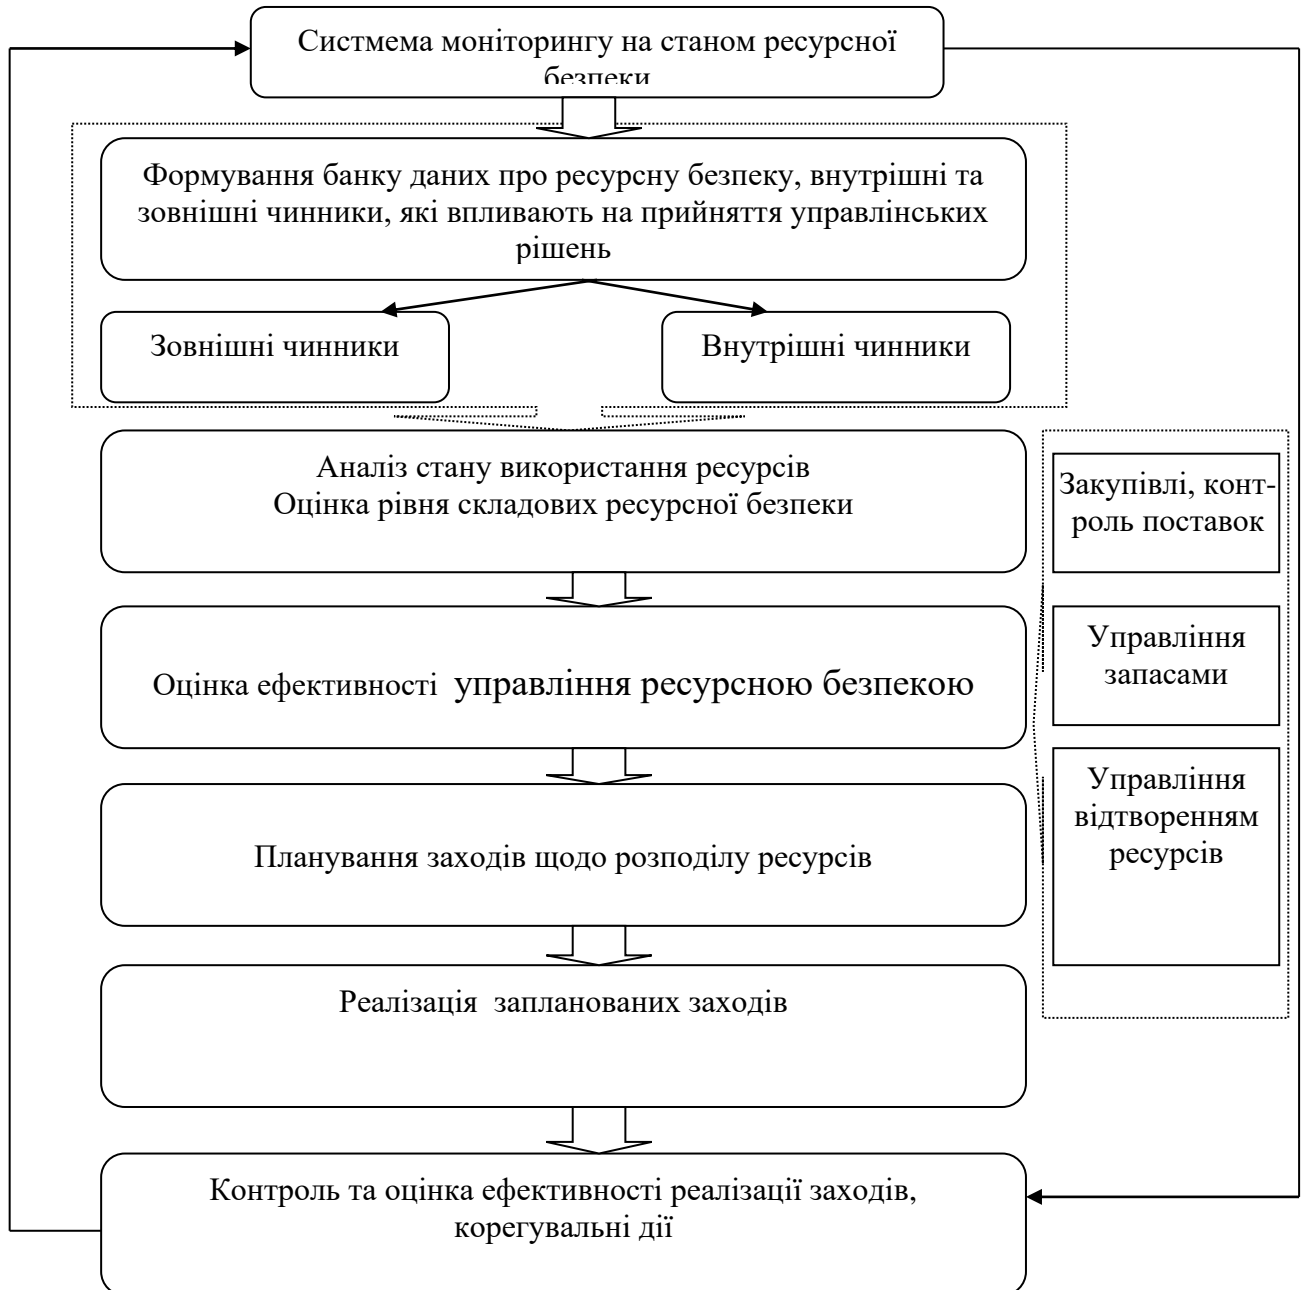 Систмема моніторингу на станом ресурсної
безпеки
Формування банку даних про ресурсну безпеку, внутрішні та
зовнішні чинники, які впливають на прийняття управлінських
рішень
Зовнішні чинники
Внутрішні чинники
Аналіз стану використання ресурсів
Оцінка рівня складових ресурсної безпеки
Закупівлі, конт-
роль поставок
Оцінка ефективності управління ресурсною безпекою
Управління
запасами
Планування заходів щодо розподілу ресурсів
Управління
відтворенням
ресурсів
Реалізація запланованих заходів
Контроль та оцінка ефективності реалізації заходів,
корегувальні дії